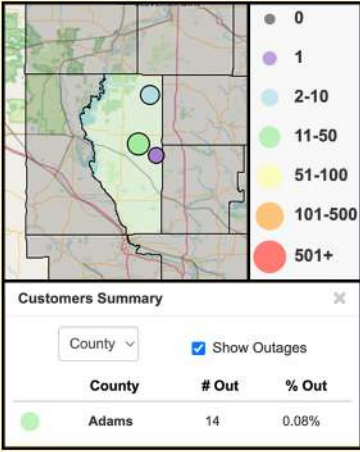 0
1
2-10
11-50
51-100
101-500
501+
Customers Summary ×
County
Show Outages
County # Out % Out
Adams 14 0.08%